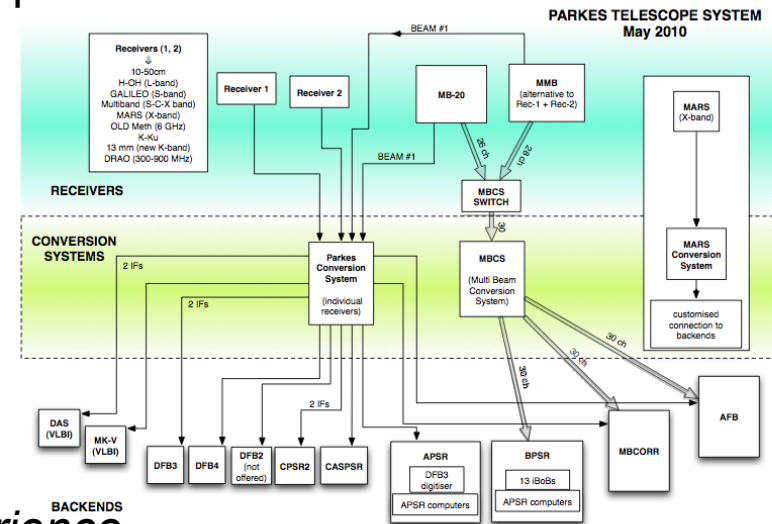 PARKES TELESCOPE SYSTEM
May 2010
BEAM #1
Receivers (1, 2)
⇓
10-50cm
H-OH (L-band)
GALILEO (S-band)
Multiband (S-C-X band)
MARS (X-band)
OLD Meth (6 GHz)
K-Ku
13 mm (new K-band)
DRAO (300-900 MHz)
Receiver 1
Receiver 2
MB-20
MMB
(alternative to
Rec-1 + Rec-2)
MARS
(X-band)
26 ch
28 ch
BEAM #1
RECEIVERS
MBCS
SWITCH
30
CONVERSION
SYSTEMS
2 IFs
2 IFs
Parkes
Conversion
System
(individual
receivers)
MBCS
(Multi Beam
Conversion
System)
MARS
Conversion
System
customised
connection to
backends
30 ch
30 ch
30 ch
2 IFs
DAS
(VLBI)
MK-V
(VLBI)
DFB3
DFB4
DFB2
(not
offered)
CPSR2
CASPSR
APSR
DFB3
digitiser
APSR computers
BPSR
13 iBoBs
APSR computers
MBCORR
AFB
BACKENDS